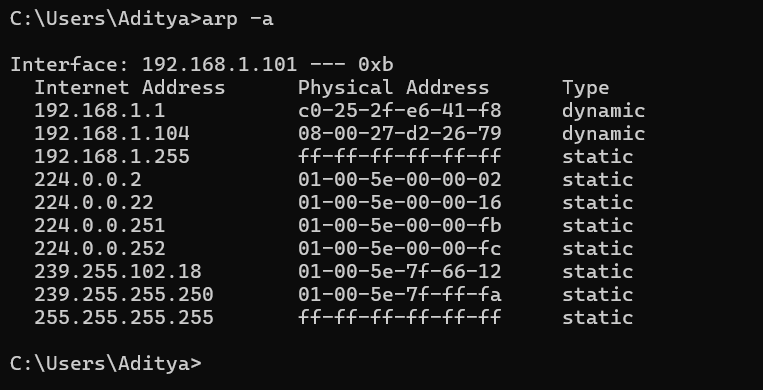 C:\Users\Aditya>arp -a
Interface: 192.168.1.101 --- 0xb
Internet Address Physical Address Type
192.168.1.1 c0-25-2f-e6-41-f8 dynamic
192.168.1.104 08-00-27-d2-26-79 dynamic
192.168.1.255 ff-ff-ff-ff-ff-ff static
224.0.0.2 01-00-5e-00-00-02 static
224.0.0.22 01-00-5e-00-00-16 static
224.0.0.251 01-00-5e-00-00-fb static
224.0.0.252 01-00-5e-00-00-fc static
239.255.102.18 01-00-5e-7f-66-12 static
239.255.255.250 01-00-5e-7f-ff-fa static
255.255.255.255 ff-ff-ff-ff-ff-ff static
C:\Users\Aditya>